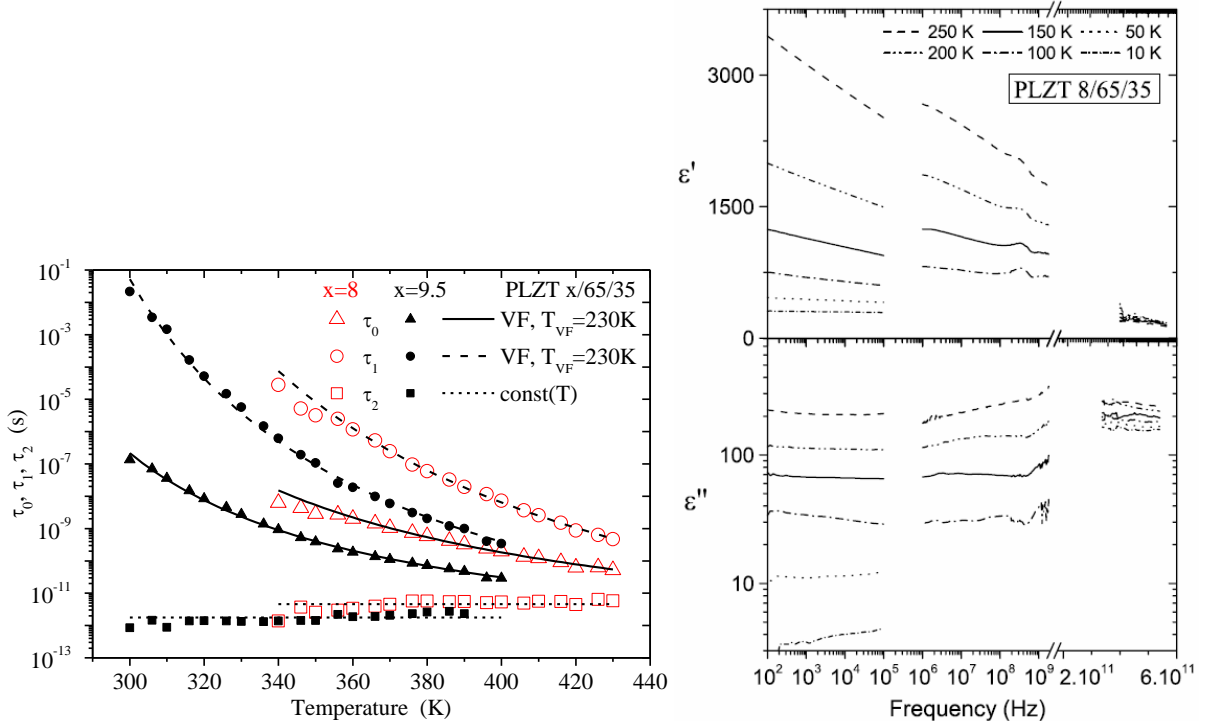 10⁻¹
10⁻³
10⁻⁵
10⁻⁷
10⁻⁹
10⁻¹¹
10⁻¹³
τ₀, τ₁, τ₂ (s)
x=8 x=9.5 PLZT x/65/35
τ₀ VF, T_VF=230K
τ₁ VF, T_VF=230K
τ₂ const(T)
300 320 340 360 380 400 420 440
Temperature (K)
250 K 150 K 50 K
200 K 100 K 10 K
PLZT 8/65/35
3000
1500
0
ε'
100
10
ε''
10² 10³ 10⁴ 10⁵ 10⁶ 10⁷ 10⁸ 10⁹ 2.10¹¹ 6.10¹¹
Frequency (Hz)